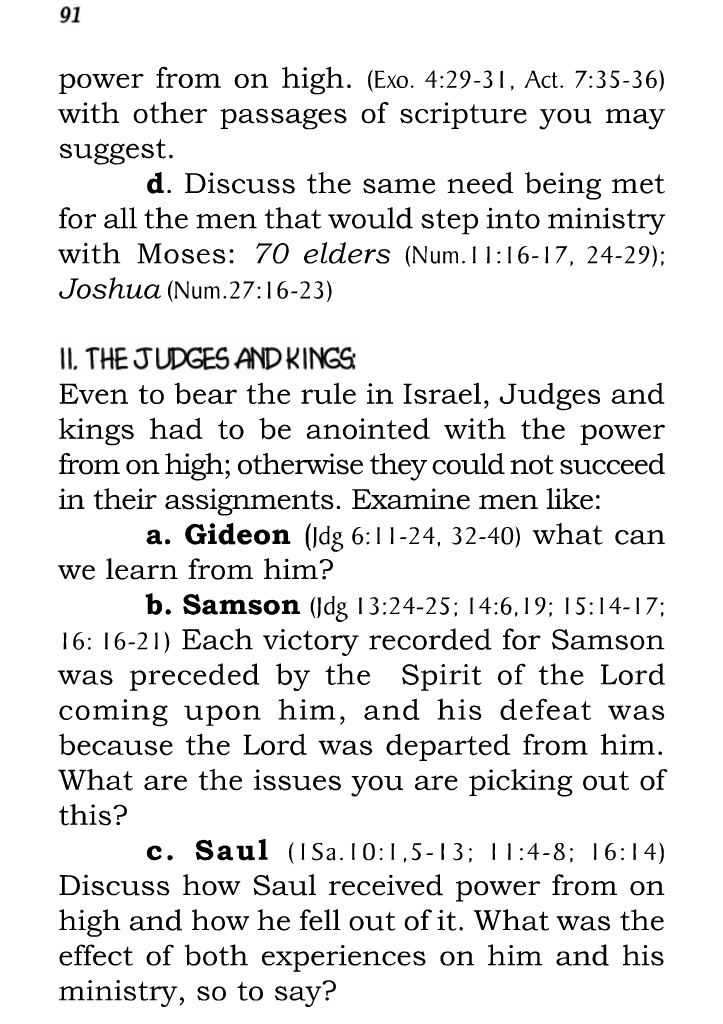 91
power from on high. (Exo. 4:29-31, Act. 7:35-36)
with other passages of scripture you may
suggest.
d. Discuss the same need being met
for all the men that would step into ministry
with Moses: 70 elders (Num.11:16-17, 24-29);
Joshua (Num.27:16-23)
II. THE JUDGES AND KINGS:
Even to bear the rule in Israel, Judges and
kings had to be anointed with the power
from on high; otherwise they could not succeed
in their assignments. Examine men like:
a. Gideon (Jdg 6:11-24, 32-40) what can
we learn from him?
b. Samson (Jdg 13:24-25; 14:6,19; 15:14-17;
16: 16-21) Each victory recorded for Samson
was preceded by the Spirit of the Lord
coming upon him, and his defeat was
because the Lord was departed from him.
What are the issues you are picking out of
this?
c. Saul (1Sa.10:1,5-13; 11:4-8; 16:14)
Discuss how Saul received power from on
high and how he fell out of it. What was the
effect of both experiences on him and his
ministry, so to say?